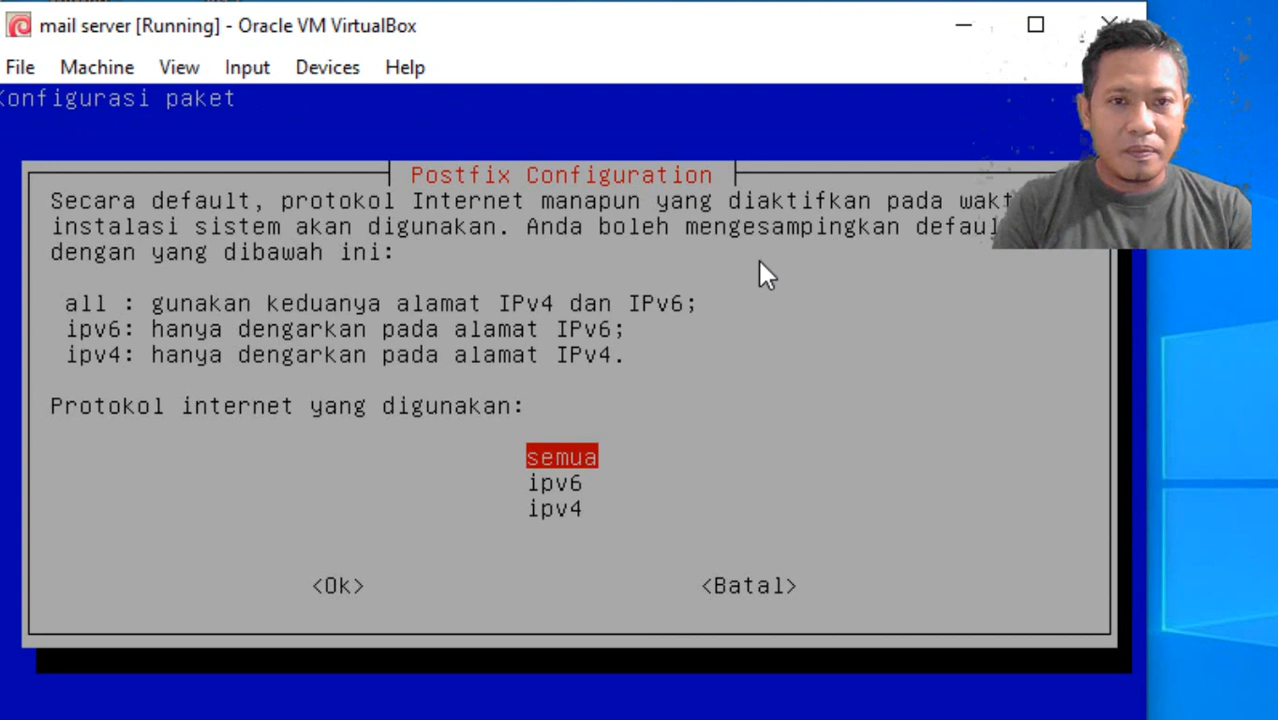 mail server [Running] - Oracle VM VirtualBox
File Machine View Input Devices Help
Konfigurasi paket
Postfix Configuration
Secara default, protokol Internet manapun yang diaktifkan pada
instalasi sistem akan digunakan. Anda boleh mengesampingkan
dengan yang dibawah ini:
all : gunakan keduanya alamat IPv4 dan IPv6;
ipv6: hanya dengarkan pada alamat IPv6;
ipv4: hanya dengarkan pada alamat IPv4.
Protokol internet yang digunakan:
semua
ipv6
ipv4
<Ok> <Batal>